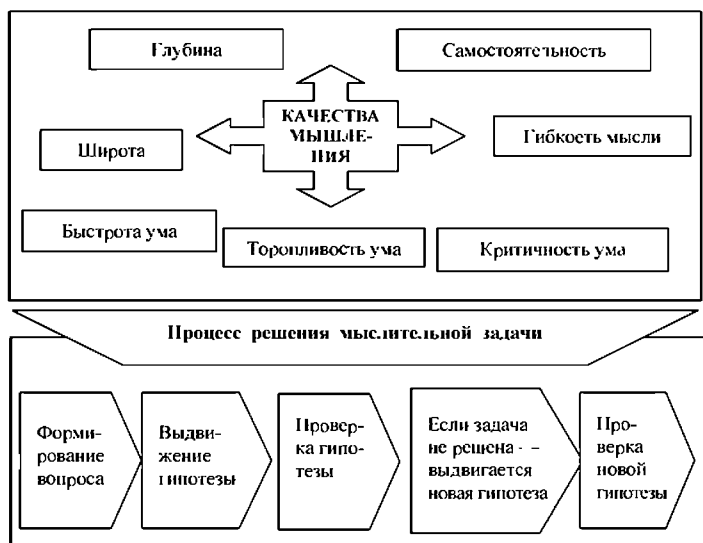 Глубина
Самостоятельность
КАЧЕСТВА
МЫШЛЕ-
НИЯ
Широта
Гибкость мысли
Быстрота ума
Торопливость ума
Критичность ума
Процесс решения мыслительной задачи
Форми-
рование
вопроса
Выдви-
жение
гипотезы
Провер-
ка гипо-
тезы
Если задача
не решена - –
выдвигается
новая гипотеза
Про-
верка
новой
гипотезы